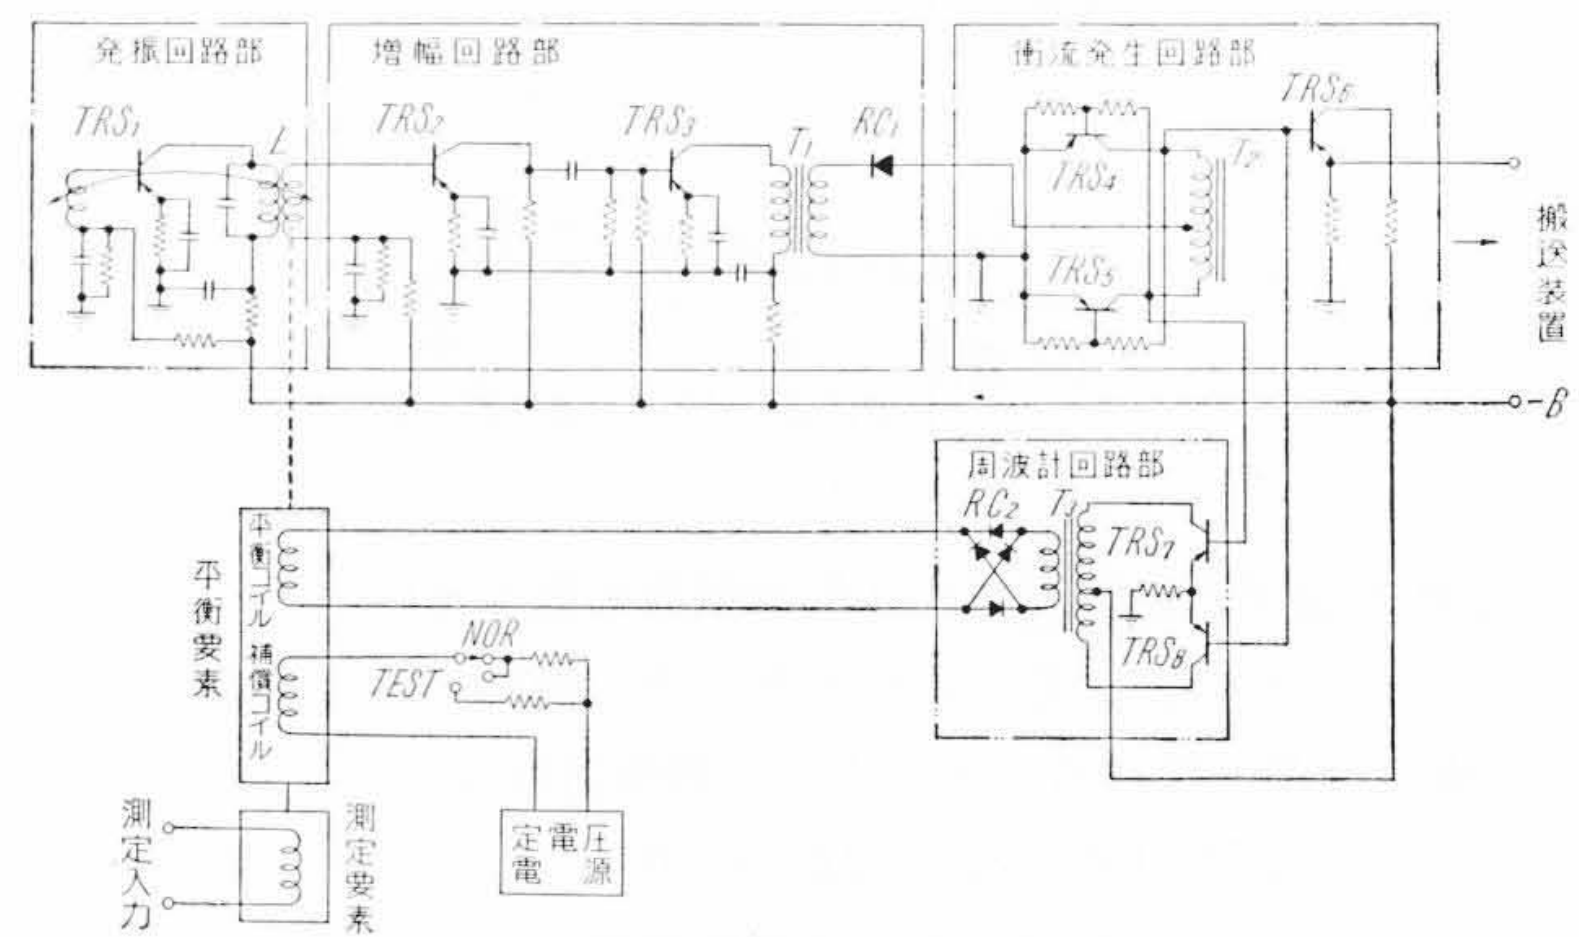 発振回路部
増幅回路部
衝流発生回路部
TRS1
L
TRS2
TRS3
T1
RC1
TRS4
TRS5
T2
TRS6
搬送装置
-B
周波計回路部
RC2
T3
TRS7
TRS8
平衡要素
平衡コイル
補償コイル
NOR
TEST
定電圧
電源
測定入力
測定要素